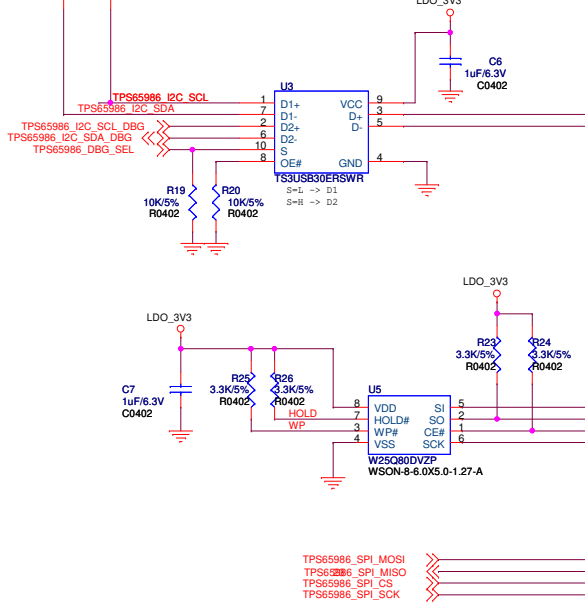 LDO_3V3
C6
1uF/6.3V
C0402
U3
TPS65986_I2C_SCL 1 D1+ VCC 9
TPS65986_I2C_SDA 7 D1- D+ 3
TPS65986_I2C_SCL_DBG 2 D2+ D- 5
TPS65986_I2C_SDA_DBG 6 D2-
TPS65986_DBG_SEL 10 S
8 OE# GND 4
TS3USB30ERSWR
S=L -> D1
S=H -> D2
R19 R20
10K/5% 10K/5%
R0402 R0402
LDO_3V3
R23 R24
3.3K/5% 3.3K/5%
R0402 R0402
LDO_3V3
C7
1uF/6.3V
C0402
R25 R26
3.3K/5% 3.3K/5%
R0402 R0402
U5
8 VDD SI 5
HOLD 7 HOLD# SO 2
WP 3 WP# CE# 1
4 VSS SCK 6
W25Q80DVZP
WSON-8-6.0X5.0-1.27-A
TPS65986_SPI_MOSI
TPS65986_SPI_MISO
TPS65986_SPI_CS
TPS65986_SPI_SCK